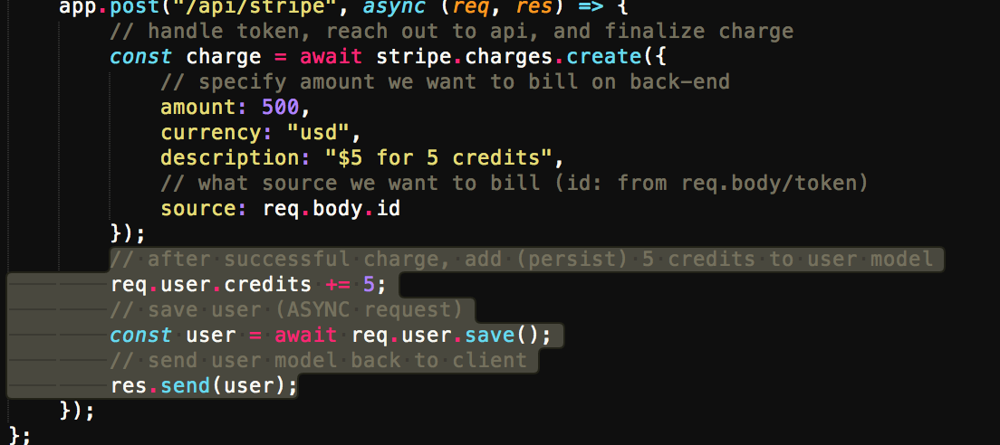 app.post("/api/stripe", async (req, res) => {
// handle token, reach out to api, and finalize charge
const charge = await stripe.charges.create({
// specify amount we want to bill on back-end
amount: 500,
currency: "usd",
description: "$5 for 5 credits",
// what source we want to bill (id: from req.body/token)
source: req.body.id
});
// after successful charge, add (persist) 5 credits to user model
req.user.credits += 5;
// save user (ASYNC request)
const user = await req.user.save();
// send user model back to client
res.send(user);
});
};